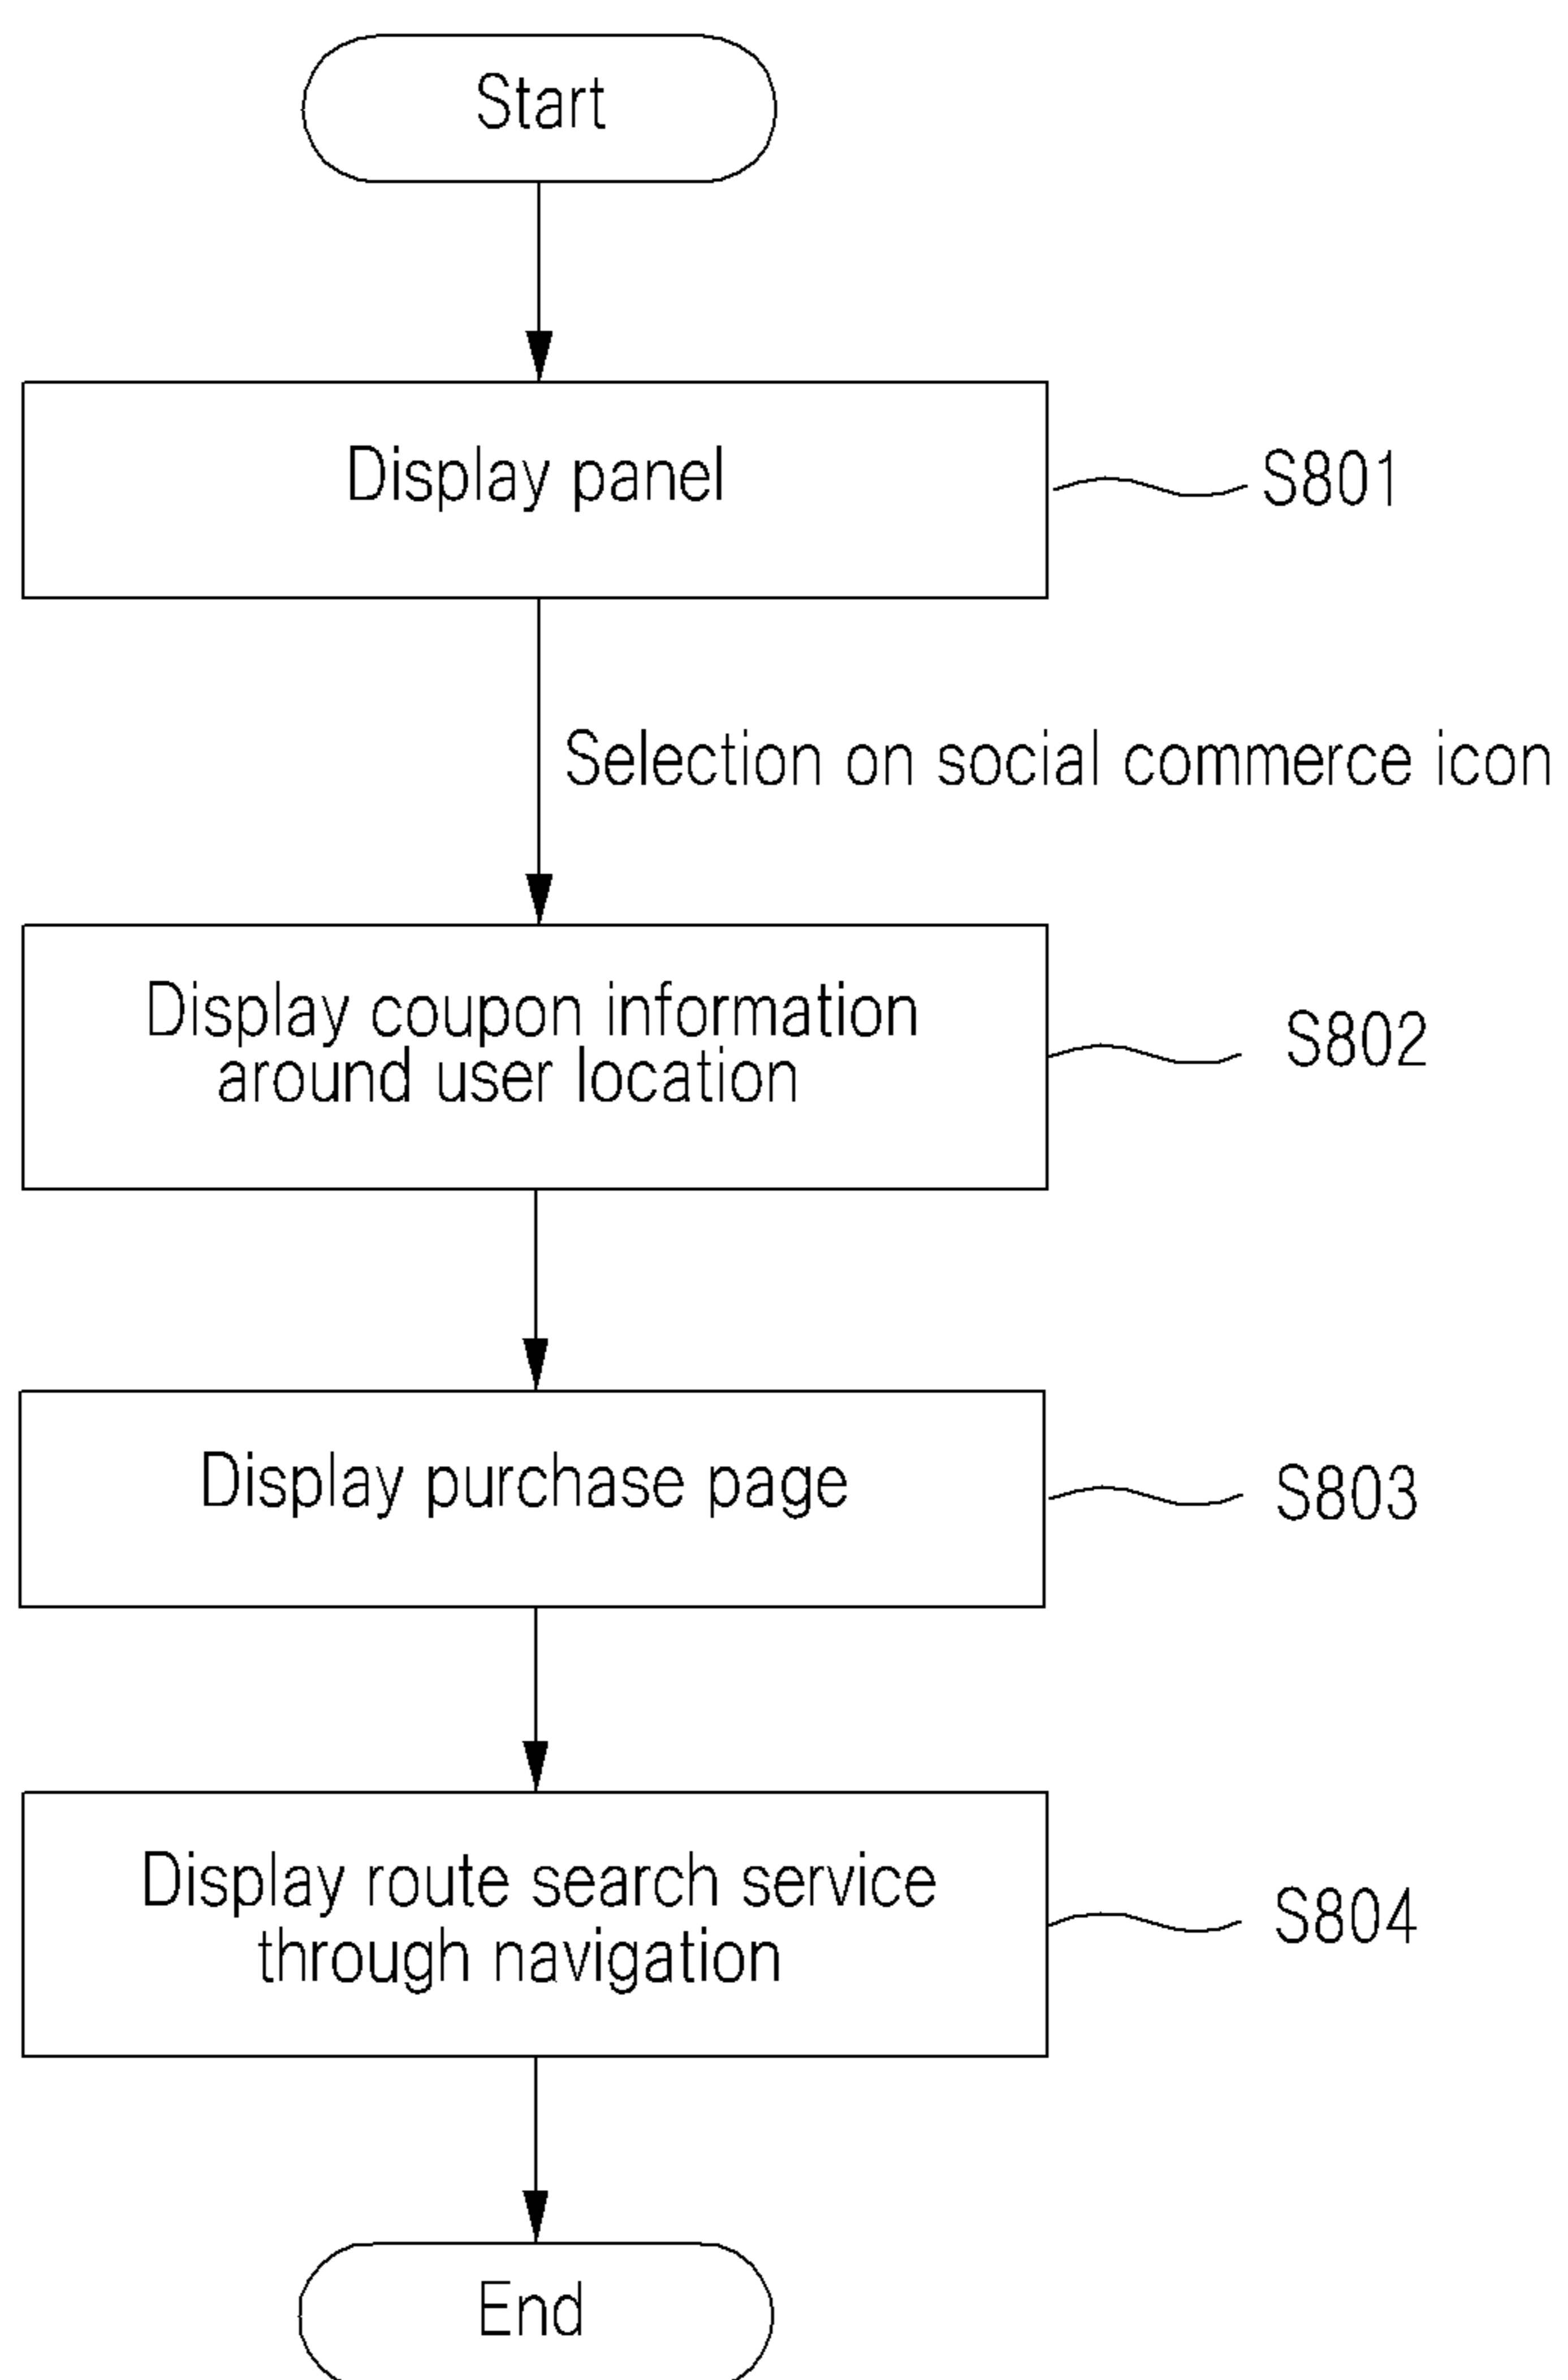 Start
Display panel
S801
Selection on social commerce icon
Display coupon information
around user location
S802
Display purchase page
S803
Display route search service
through navigation
S804
End